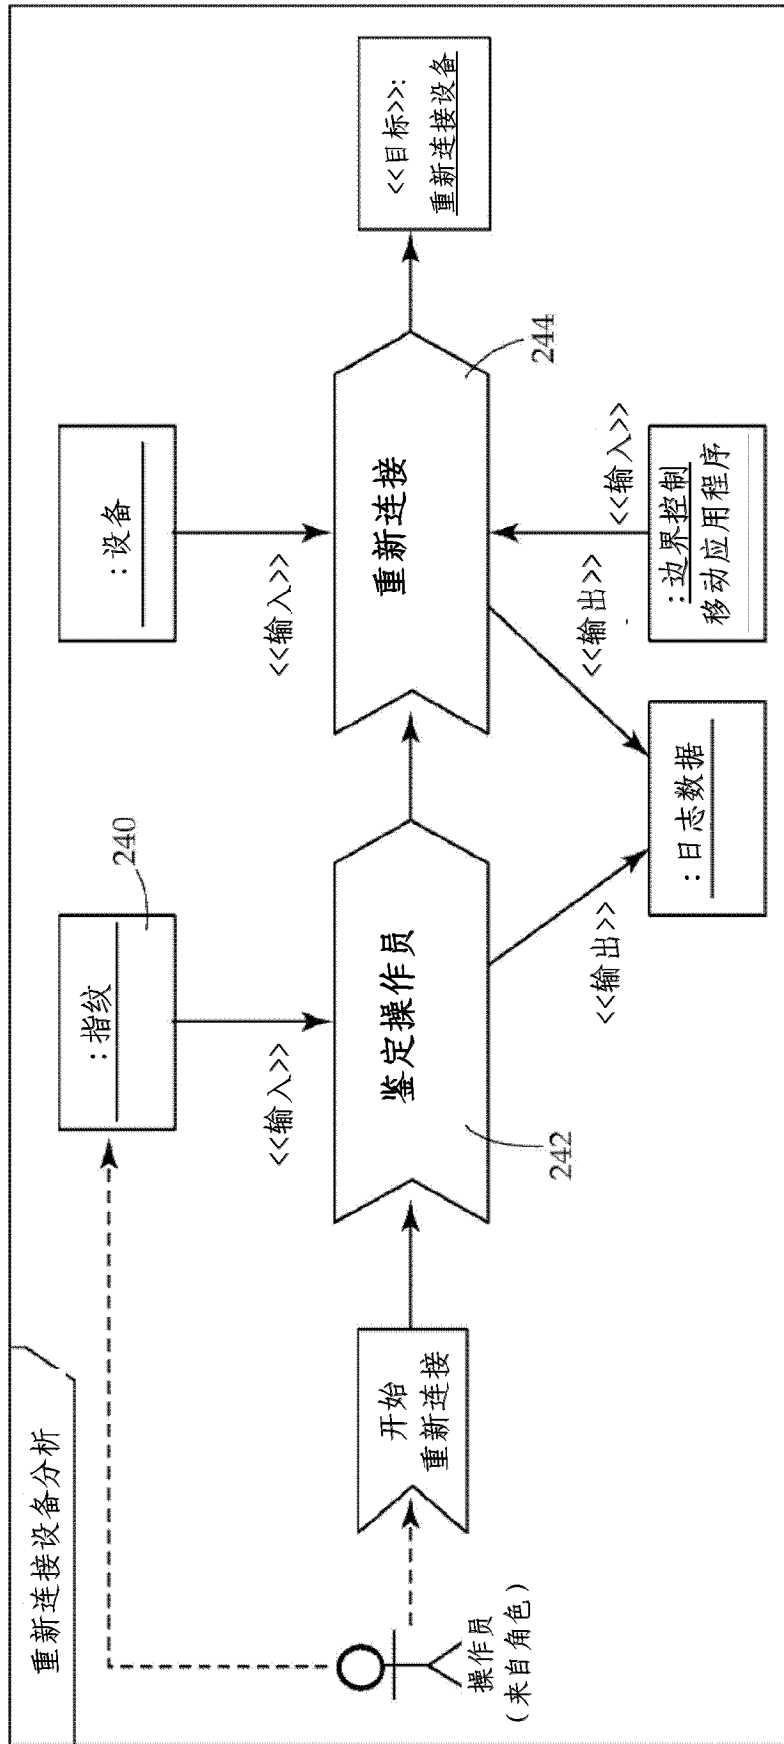 重新连接设备分析
:指纹
240
:设备
<<输入>>
<<输入>>
操作员
(来自角色)
开始
重新连接
鉴定操作员
242
重新连接
244
<<目标>>:
重新连接设备
<<输出>>
<<输出>>
<<输入>>
:日志数据
:边界控制
移动应用程序